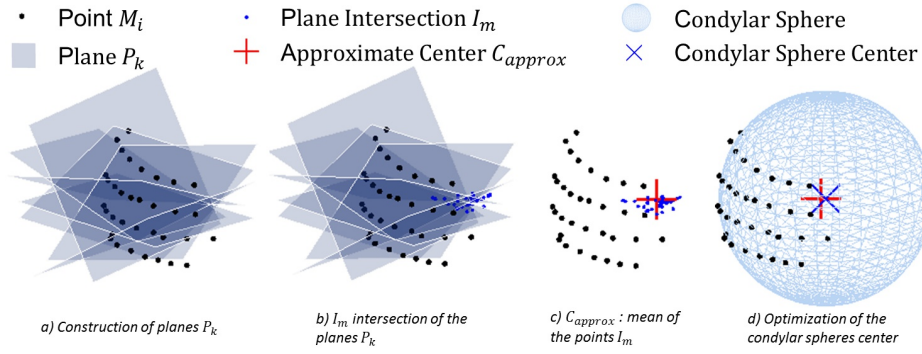 Point M_i
Plane Intersection I_m
Condylar Sphere
Plane P_k
Approximate Center C_approx
Condylar Sphere Center
a) Construction of planes P_k
b) I_m intersection of the
planes P_k
c) C_approx : mean of
the points I_m
d) Optimization of the
condylar spheres center